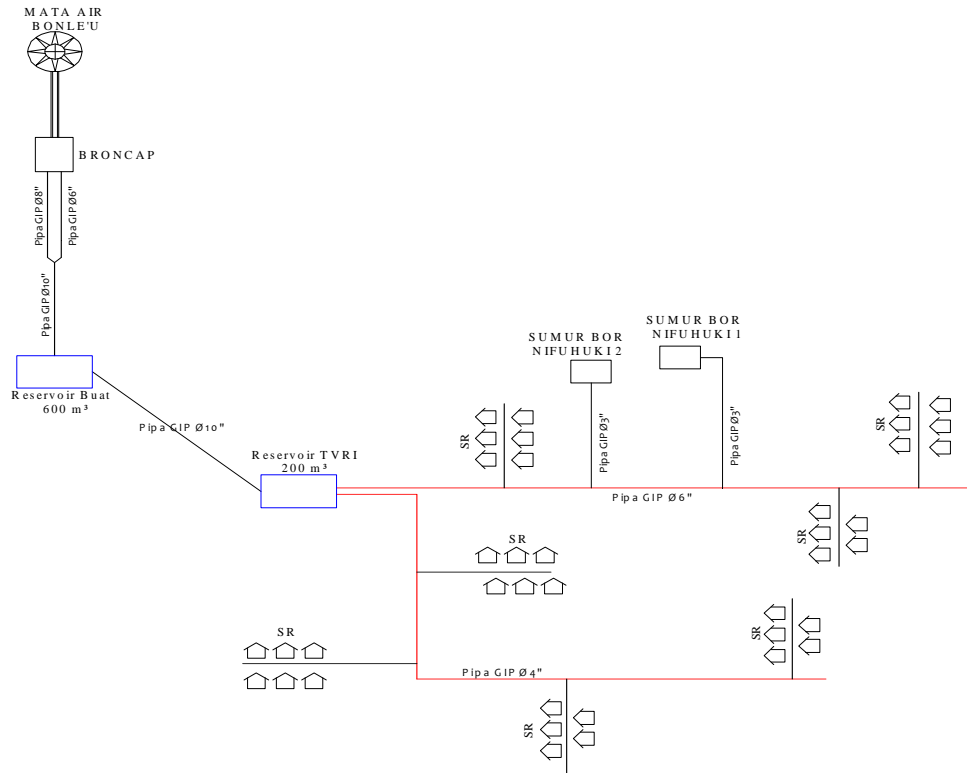 MATA AIR
BONLE'U
BRONCAP
Pipa GIP Ø8"
Pipa GIP Ø6"
Pipa GIP Ø10"
Reservoir Buat
600 m³
Pipa GIP Ø10"
Reservoir TVRI
200 m³
SUMUR BOR
NIFUHUKI 2
SUMUR BOR
NIFUHUKI 1
Pipa GIP Ø3"
Pipa GIP Ø3"
SR
SR
Pipa GIP Ø6"
SR
SR
SR
SR
Pipa GIP Ø4"
SR